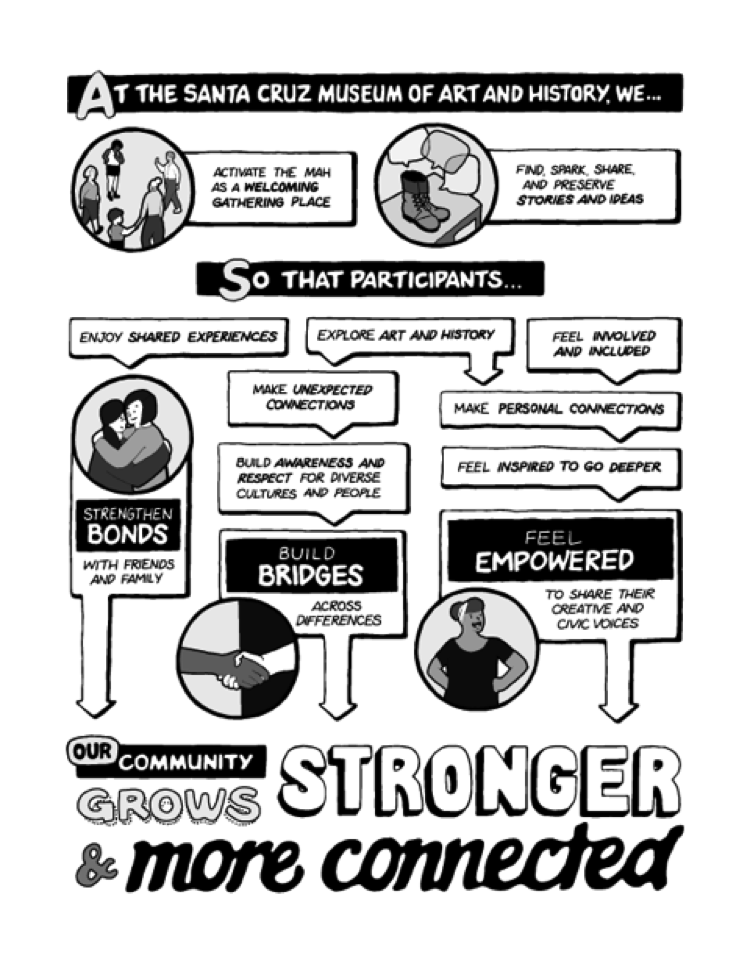 AT THE SANTA CRUZ MUSEUM OF ART AND HISTORY, WE...
ACTIVATE THE MAH
AS A WELCOMING
GATHERING PLACE
FIND, SPARK, SHARE,
AND PRESERVE
STORIES AND IDEAS
SO THAT PARTICIPANTS...
ENJOY SHARED EXPERIENCES
EXPLORE ART AND HISTORY
FEEL INVOLVED
AND INCLUDED
MAKE UNEXPECTED
CONNECTIONS
MAKE PERSONAL CONNECTIONS
BUILD AWARENESS AND
RESPECT FOR DIVERSE
CULTURES AND PEOPLE
FEEL INSPIRED TO GO DEEPER
STRENGTHEN
BONDS
WITH FRIENDS
AND FAMILY
BUILD
BRIDGES
ACROSS
DIFFERENCES
FEEL
EMPOWERED
TO SHARE THEIR
CREATIVE AND
CIVIC VOICES
OUR COMMUNITY
GROWS STRONGER
& more connected